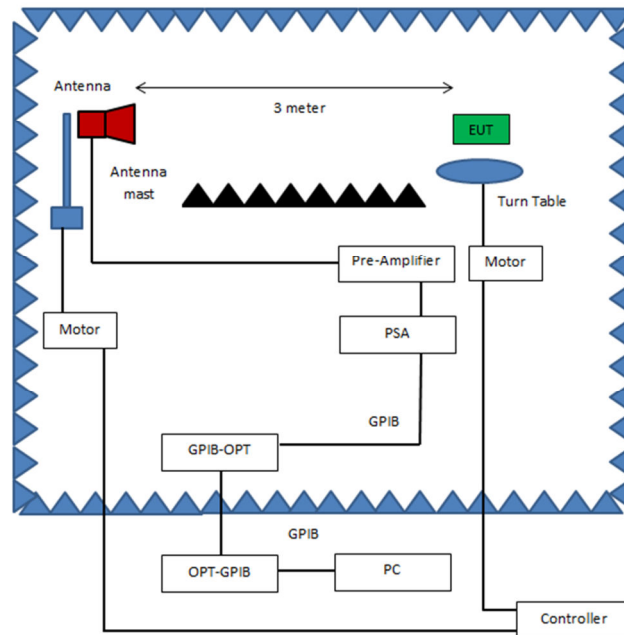 Antenna
3 meter
EUT
Antenna
mast
Turn Table
Pre-Amplifier
Motor
Motor
PSA
GPIB
GPIB-OPT
GPIB
OPT-GPIB
PC
Controller